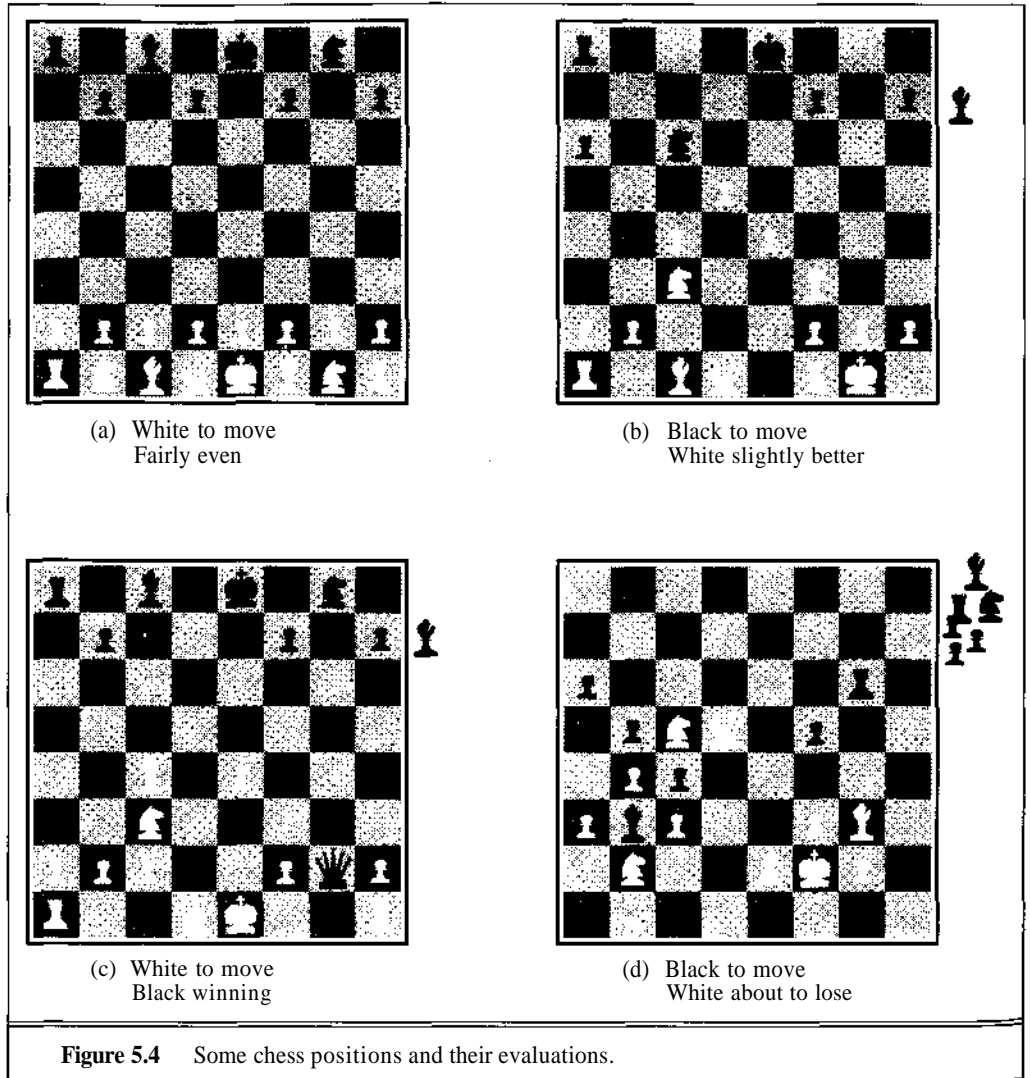 (a) White to move
Fairly even
(b) Black to move
White slightly better
(c) White to move
Black winning
(d) Black to move
White about to lose
Figure 5.4 Some chess positions and their evaluations.